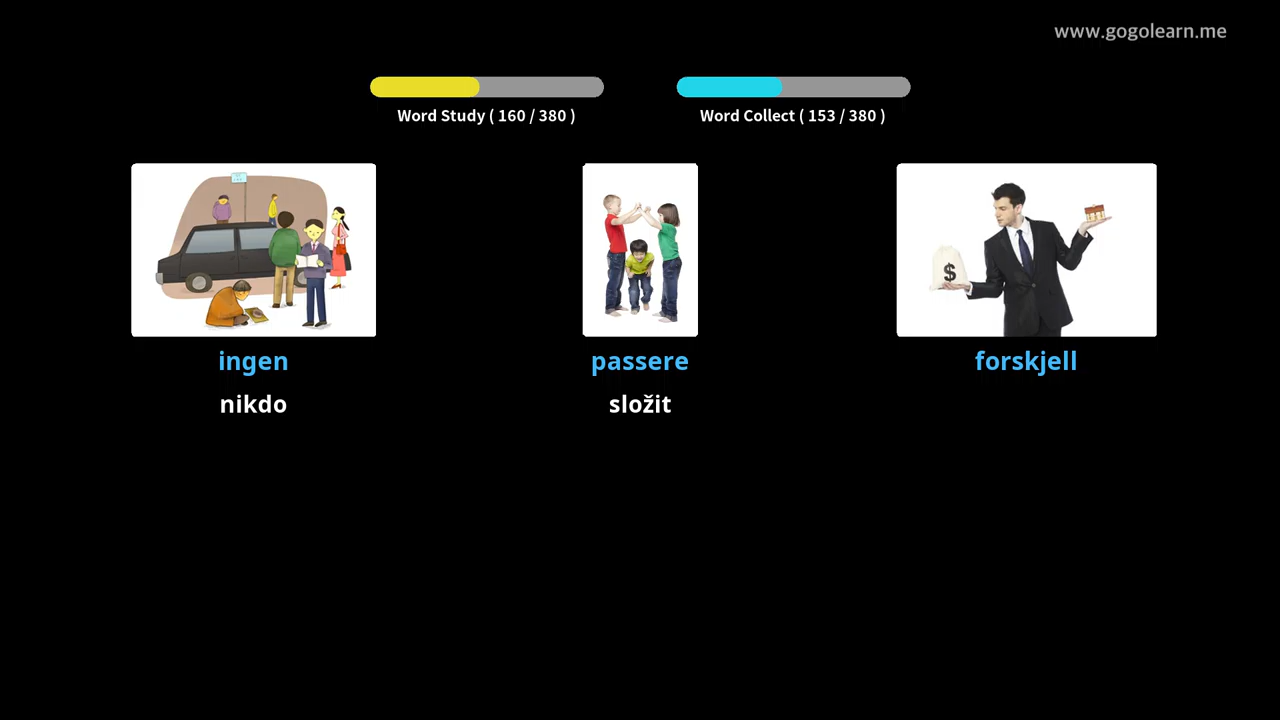 www.gogolearn.me
Word Study ( 160 / 380 )
Word Collect ( 153 / 380 )
$
ingen
passere
forskjell
nikdo
složit